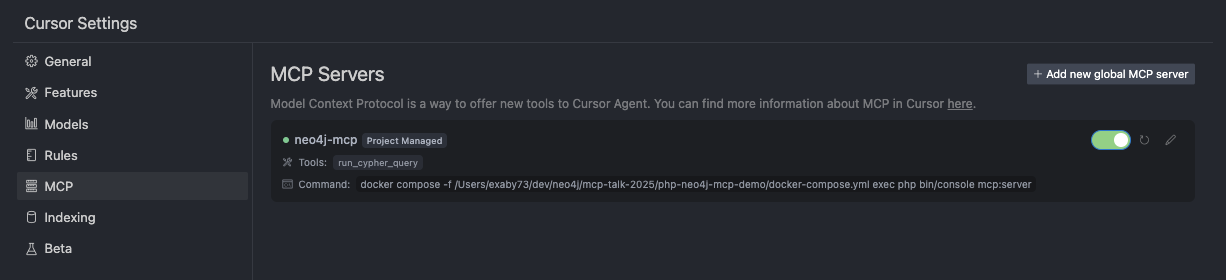 Cursor Settings
General
Features
Models
Rules
MCP
Indexing
Beta
MCP Servers
+ Add new global MCP server
Model Context Protocol is a way to offer new tools to Cursor Agent. You can find more information about MCP in Cursor here.
neo4j-mcp Project Managed
Tools: run_cypher_query
Command: docker compose -f /Users/exaby73/dev/neo4j/mcp-talk-2025/php-neo4j-mcp-demo/docker-compose.yml exec php bin/console mcp:server